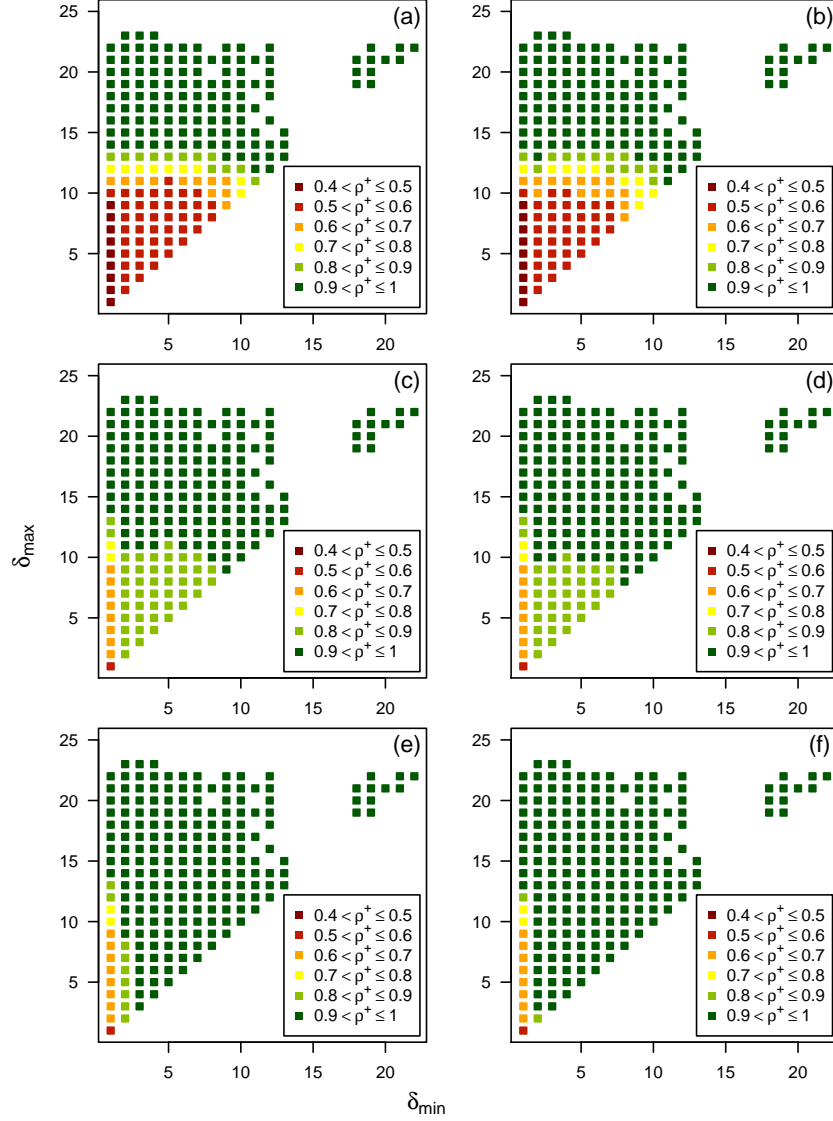 (a)
25
20
15
10
5
0.4 < ρ⁺ ≤ 0.5
0.5 < ρ⁺ ≤ 0.6
0.6 < ρ⁺ ≤ 0.7
0.7 < ρ⁺ ≤ 0.8
0.8 < ρ⁺ ≤ 0.9
0.9 < ρ⁺ ≤ 1
5 10 15 20
(b)
25
20
15
10
5
0.4 < ρ⁺ ≤ 0.5
0.5 < ρ⁺ ≤ 0.6
0.6 < ρ⁺ ≤ 0.7
0.7 < ρ⁺ ≤ 0.8
0.8 < ρ⁺ ≤ 0.9
0.9 < ρ⁺ ≤ 1
5 10 15 20
δmax
(c)
25
20
15
10
5
0.4 < ρ⁺ ≤ 0.5
0.5 < ρ⁺ ≤ 0.6
0.6 < ρ⁺ ≤ 0.7
0.7 < ρ⁺ ≤ 0.8
0.8 < ρ⁺ ≤ 0.9
0.9 < ρ⁺ ≤ 1
5 10 15 20
(d)
25
20
15
10
5
0.4 < ρ⁺ ≤ 0.5
0.5 < ρ⁺ ≤ 0.6
0.6 < ρ⁺ ≤ 0.7
0.7 < ρ⁺ ≤ 0.8
0.8 < ρ⁺ ≤ 0.9
0.9 < ρ⁺ ≤ 1
5 10 15 20
(e)
25
20
15
10
5
0.4 < ρ⁺ ≤ 0.5
0.5 < ρ⁺ ≤ 0.6
0.6 < ρ⁺ ≤ 0.7
0.7 < ρ⁺ ≤ 0.8
0.8 < ρ⁺ ≤ 0.9
0.9 < ρ⁺ ≤ 1
5 10 15 20
(f)
25
20
15
10
5
0.4 < ρ⁺ ≤ 0.5
0.5 < ρ⁺ ≤ 0.6
0.6 < ρ⁺ ≤ 0.7
0.7 < ρ⁺ ≤ 0.8
0.8 < ρ⁺ ≤ 0.9
0.9 < ρ⁺ ≤ 1
5 10 15 20
δmin